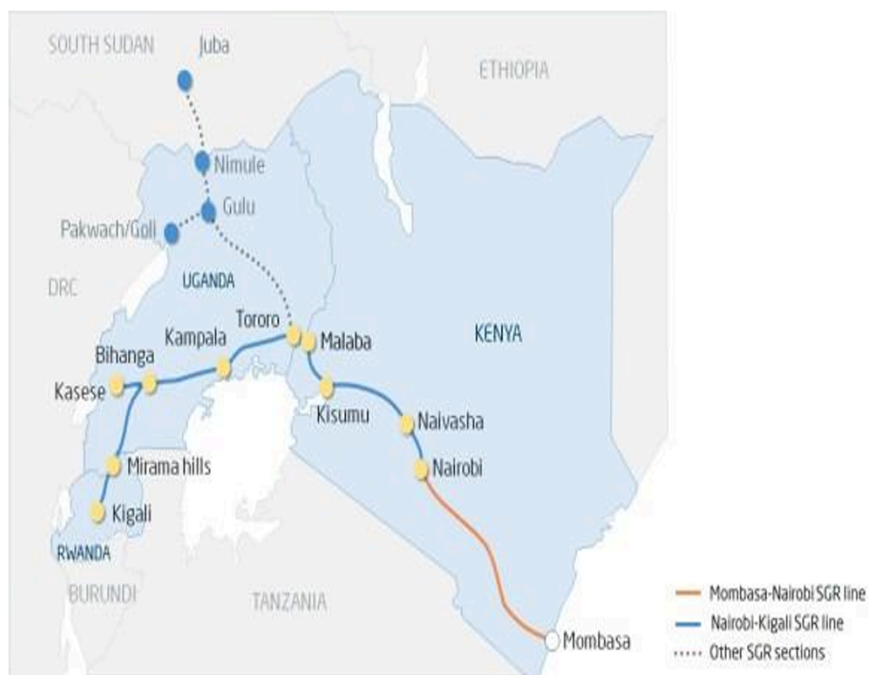 SOUTH SUDAN
Juba
ETHIOPIA
Nimule
Gulu
Pakwach/Goli
UGANDA
DRC
Tororo
Kampala
Malaba
KENYA
Bihanga
Kasese
Kisumu
Naivasha
Mirama hills
Nairobi
Kigali
RWANDA
BURUNDI
TANZANIA
Mombasa
Mombasa-Nairobi SGR line
Nairobi-Kigali SGR line
Other SGR sections